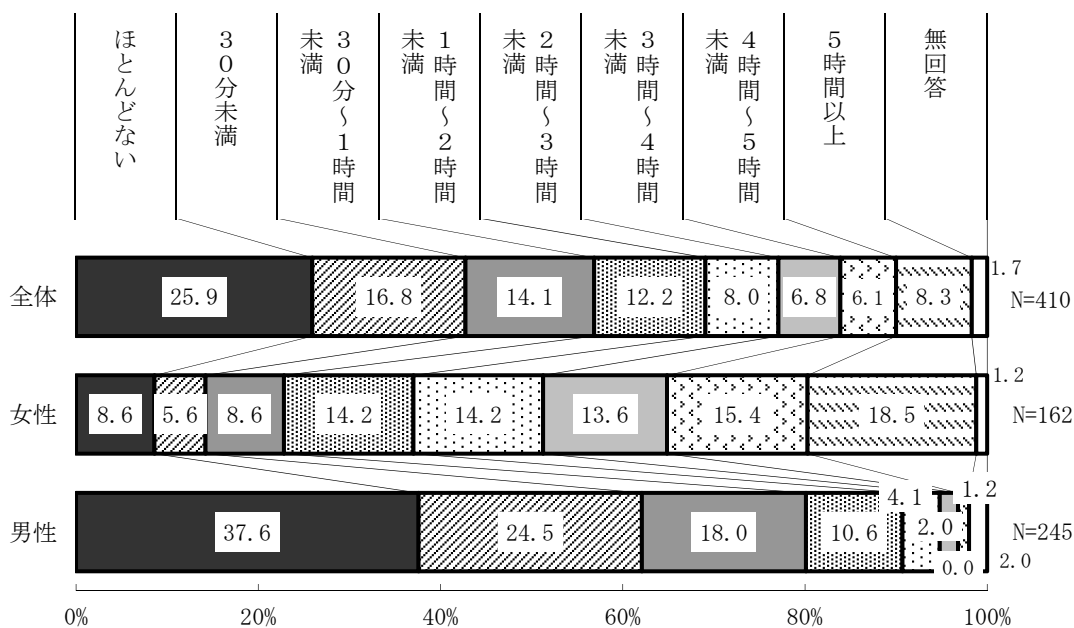 ほとんどない
30分未満
30分～1時間
未満
1時間～2時間
未満
2時間～3時間
未満
3時間～4時間
未満
4時間～5時間
未満
5時間以上
無回答
全体 25.9 16.8 14.1 12.2 8.0 6.8 6.1 8.3 1.7 N=410
女性 8.6 5.6 8.6 14.2 14.2 13.6 15.4 18.5 1.2 N=162
男性 37.6 24.5 18.0 10.6 4.1 2.0 1.2 0.0 2.0 N=245
0% 20% 40% 60% 80% 100%